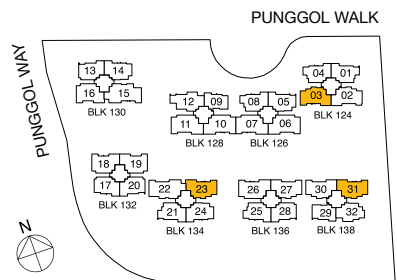 PUNGGOL WALK
PUNGGOL WAY
13 14
16 15
BLK 130
04 01
03 02
BLK 124
12 09
11 10
BLK 128
08 05
07 06
BLK 126
18 19
17 20
BLK 132
22 23
21 24
BLK 134
26 27
25 28
BLK 136
30 31
29 32
BLK 138
N